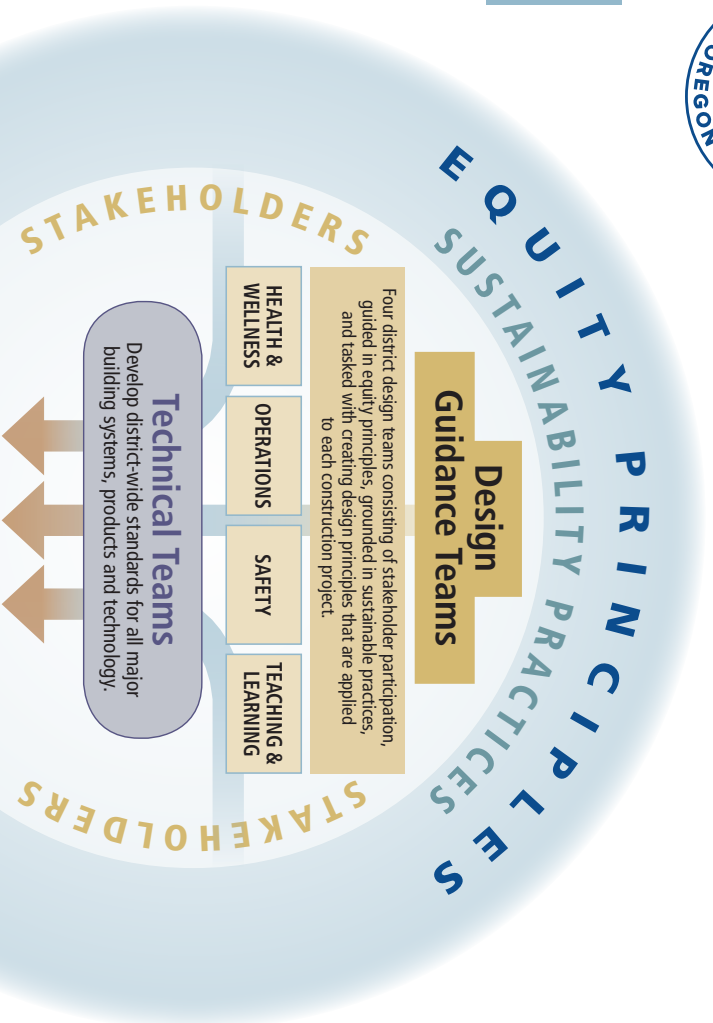 OREGON
EQUITY PRINCIPLES
SUSTAINABILITY PRACTICES
STAKEHOLDERS
STAKEHOLDERS
Design
Guidance Teams
Four district design teams consisting of stakeholder participation,
guided in equity principles, grounded in sustainable practices,
and tasked with creating design principles that are applied
to each construction project.
HEALTH &
WELLNESS
OPERATIONS
SAFETY
TEACHING &
LEARNING
Technical Teams
Develop district-wide standards for all major
building systems, products and technology.